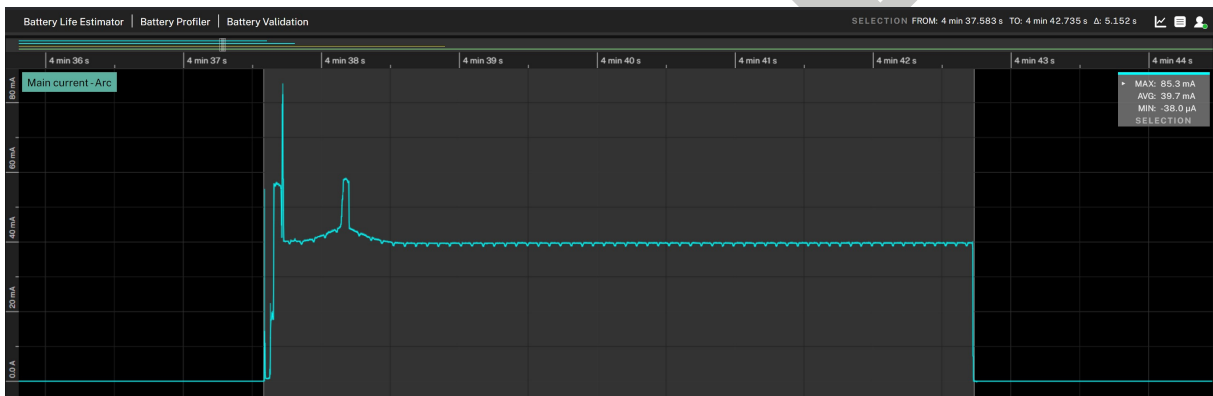 Battery Life Estimator | Battery Profiler | Battery Validation
SELECTION FROM: 4 min 37.583 s TO: 4 min 42.735 s Δ: 5.152 s
4 min 36 s 4 min 37 s 4 min 38 s 4 min 39 s 4 min 40 s 4 min 41 s 4 min 42 s 4 min 43 s 4 min 44 s
Main current - Arc
MAX: 85.3 mA
AVG: 39.7 mA
MIN: -38.0 µA
SELECTION
80 mA
60 mA
40 mA
20 mA
0.0 A